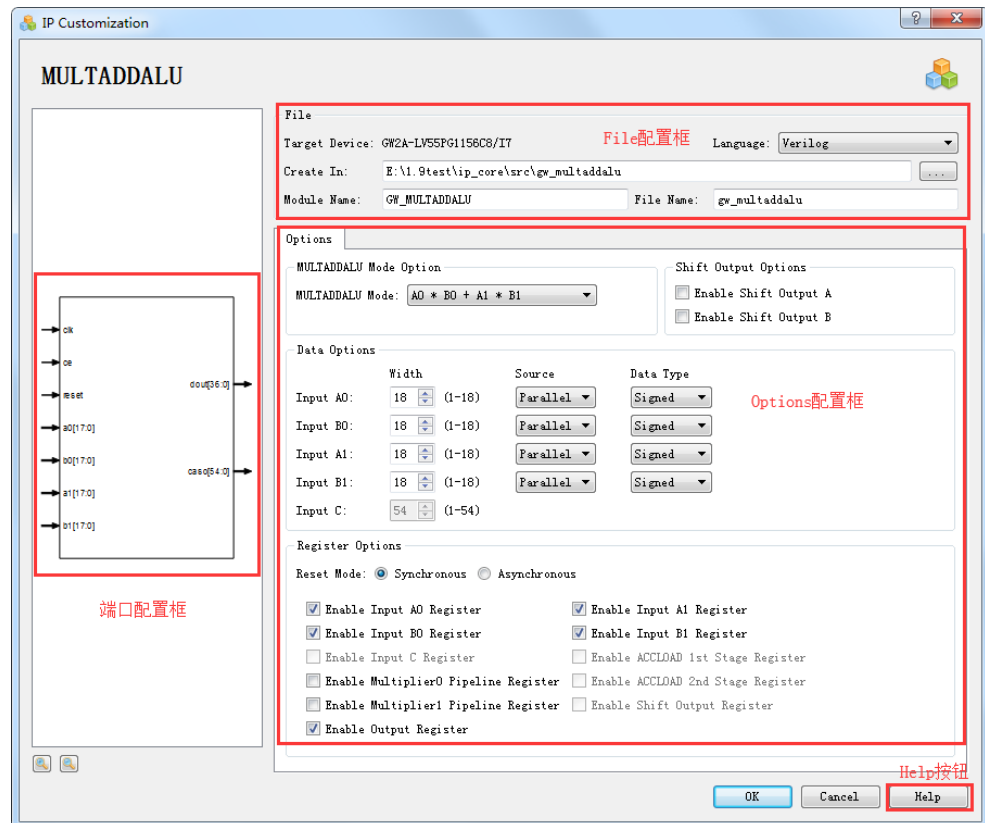 IP Customization
MULTADDALU
File
Target Device: GW2A-LV55PG1156C8/I7
File配置框
Language: Verilog
Create In: E:\1.9test\ip_core\src\gw_multaddalu ...
Module Name: GW_MULTADDALU File Name: gw_multaddalu
Options
MULTADDALU Mode Option
MULTADDALU Mode: A0 * B0 + A1 * B1
Shift Output Options
Enable Shift Output A
Enable Shift Output B
Data Options
Width Source Data Type
Input A0: 18 (1-18) Parallel Signed
Input B0: 18 (1-18) Parallel Signed
Input A1: 18 (1-18) Parallel Signed
Input B1: 18 (1-18) Parallel Signed
Input C: 54 (1-54)
Options配置框
Register Options
Reset Mode: Synchronous Asynchronous
Enable Input A0 Register Enable Input A1 Register
Enable Input B0 Register Enable Input B1 Register
Enable Input C Register Enable ACCLOAD 1st Stage Register
Enable Multiplier0 Pipeline Register Enable ACCLOAD 2nd Stage Register
Enable Multiplier1 Pipeline Register Enable Shift Output Register
Enable Output Register
clk
ce
reset
a0[17:0]
b0[17:0]
a1[17:0]
b1[17:0]
dout[36:0]
caso[54:0]
端口配置框
Help按钮
OK Cancel Help